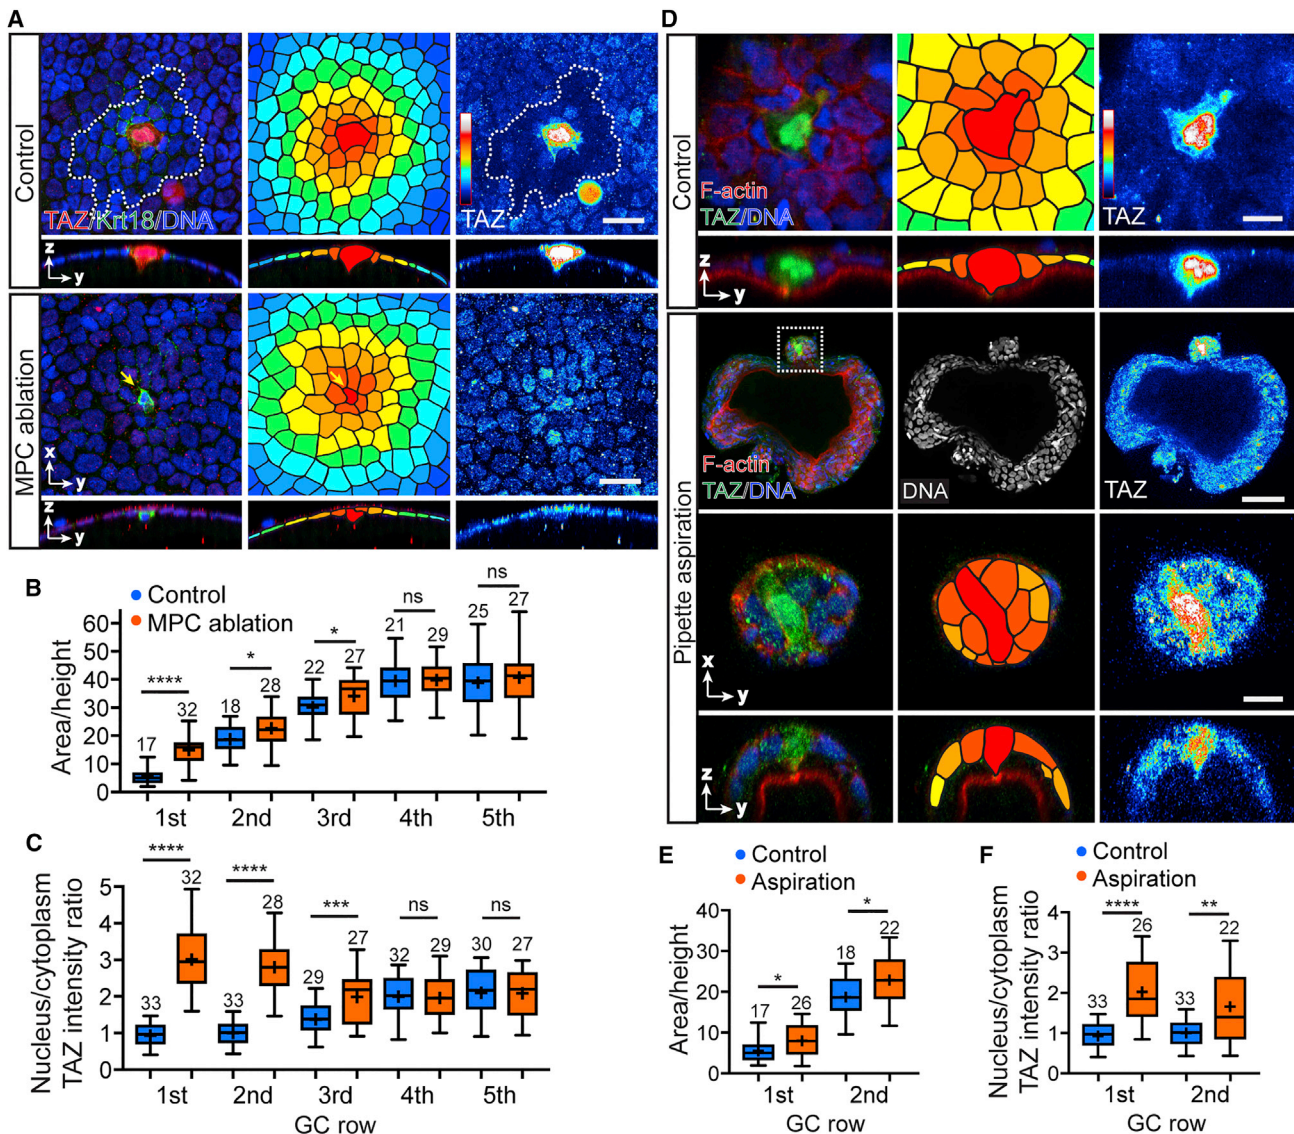 A
Control
TAZ/Krt18/DNA
TAZ
z
y
MPC ablation
x
y
z
y
B
Control
MPC ablation
Area/height
60
50
40
30
20
10
0
**** * * ns ns
17 32 18 28 22 27 21 29 25 27
1st 2nd 3rd 4th 5th
C
Nucleus/cytoplasm
TAZ intensity ratio
5
4
3
2
1
0
**** **** *** ns ns
33 32 33 28 29 27 32 29 30 27
1st 2nd 3rd 4th 5th
GC row
D
Control
F-actin
TAZ/DNA
TAZ
z
y
Pipette aspiration
F-actin
TAZ/DNA
DNA
TAZ
x
y
z
y
E
Control
Aspiration
Area/height
40
30
20
10
0
* *
17 26 18 22
1st 2nd
GC row
F
Control
Aspiration
Nucleus/cytoplasm
TAZ intensity ratio
4
3
2
1
0
**** **
33 26 33 22
1st 2nd
GC row